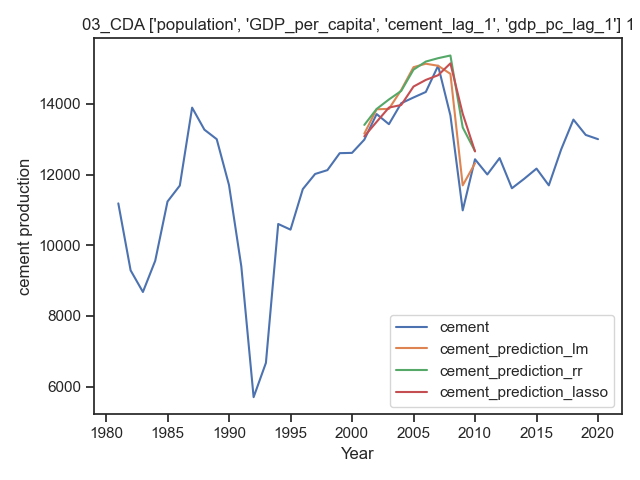 03_CDA ['population', 'GDP_per_capita', 'cement_lag_1', 'gdp_pc_lag_1'] 1
14000
12000
10000
8000
6000
cement production
cement
cement_prediction_lm
cement_prediction_rr
cement_prediction_lasso
1980 1985 1990 1995 2000 2005 2010 2015 2020
Year